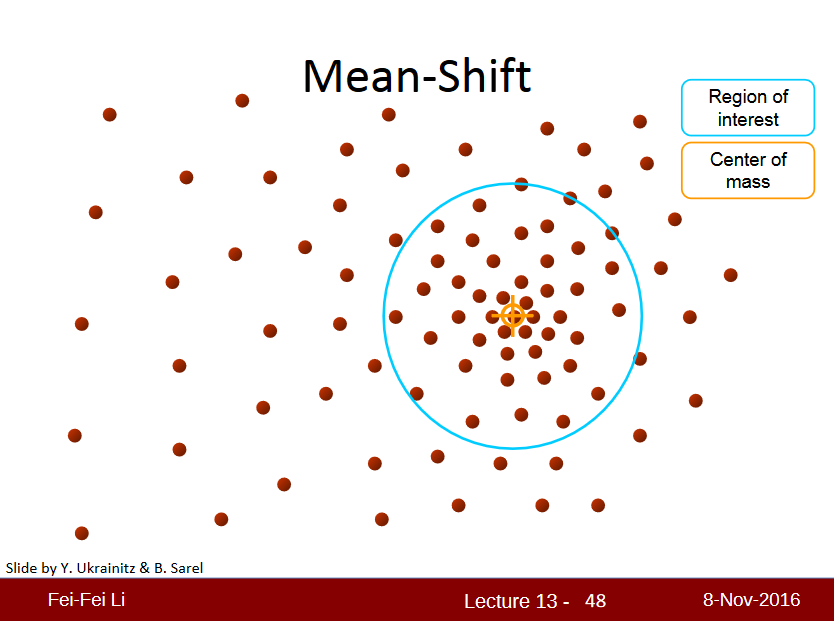 Mean-Shift
Region of
interest
Center of
mass
Slide by Y. Ukrainitz & B. Sarel
Fei-Fei Li
Lecture 13 - 48
8-Nov-2016